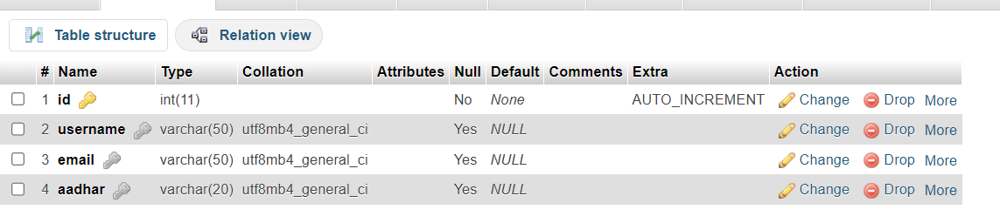 Table structure Relation view
# Name Type Collation Attributes Null Default Comments Extra Action
1 id int(11) No None AUTO_INCREMENT Change Drop More
2 username varchar(50) utf8mb4_general_ci Yes NULL Change Drop More
3 email varchar(50) utf8mb4_general_ci Yes NULL Change Drop More
4 aadhar varchar(20) utf8mb4_general_ci Yes NULL Change Drop More